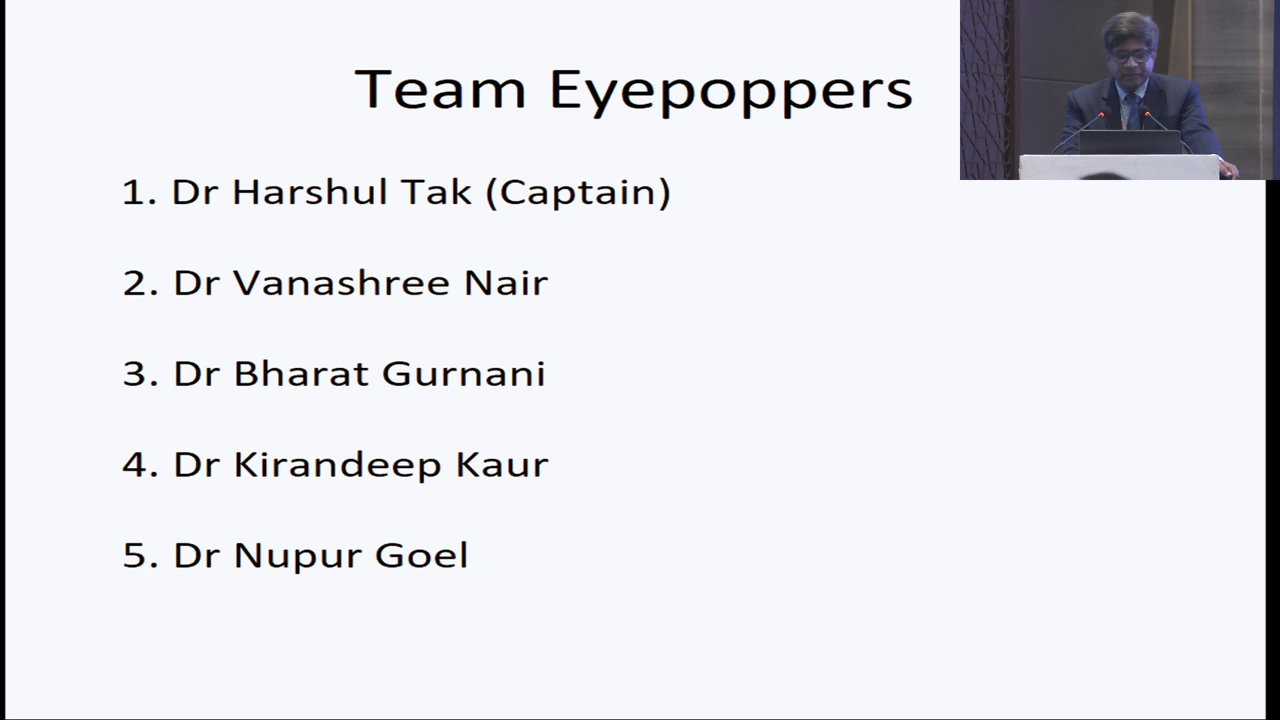 Team Eyepoppers
1. Dr Harshul Tak (Captain)
2. Dr Vanashree Nair
3. Dr Bharat Gurnani
4. Dr Kirandeep Kaur
5. Dr Nupur Goel